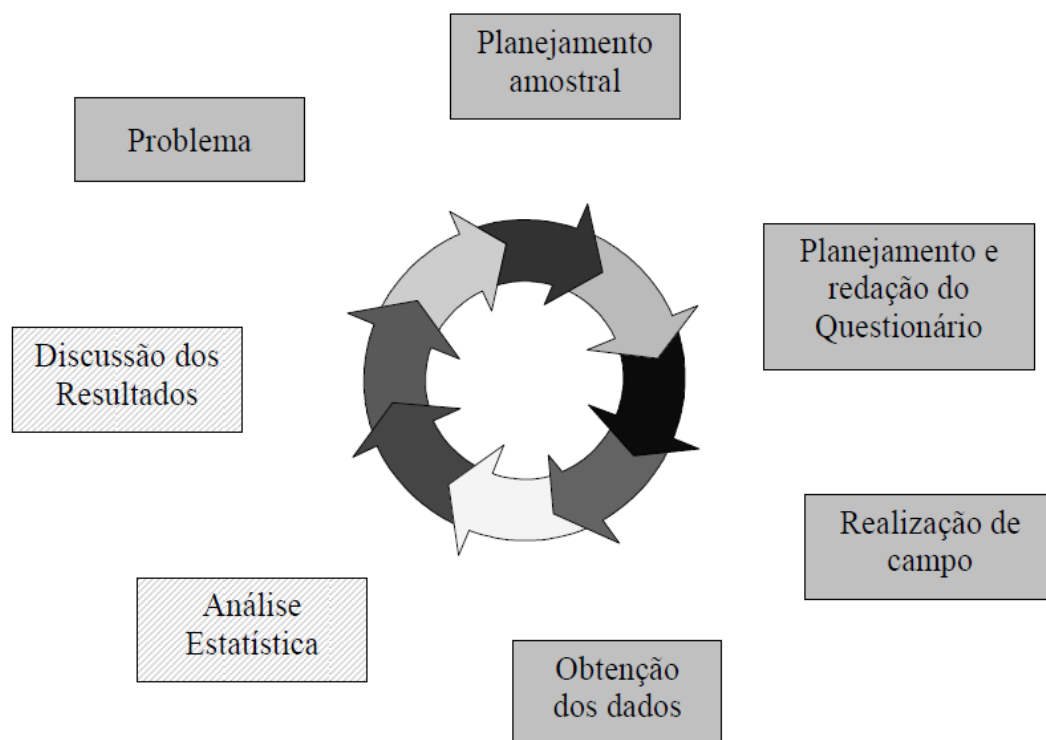 Planejamento
amostral
Problema
Planejamento e
redação do
Questionário
Discussão dos
Resultados
Realização de
campo
Análise
Estatística
Obtenção
dos dados